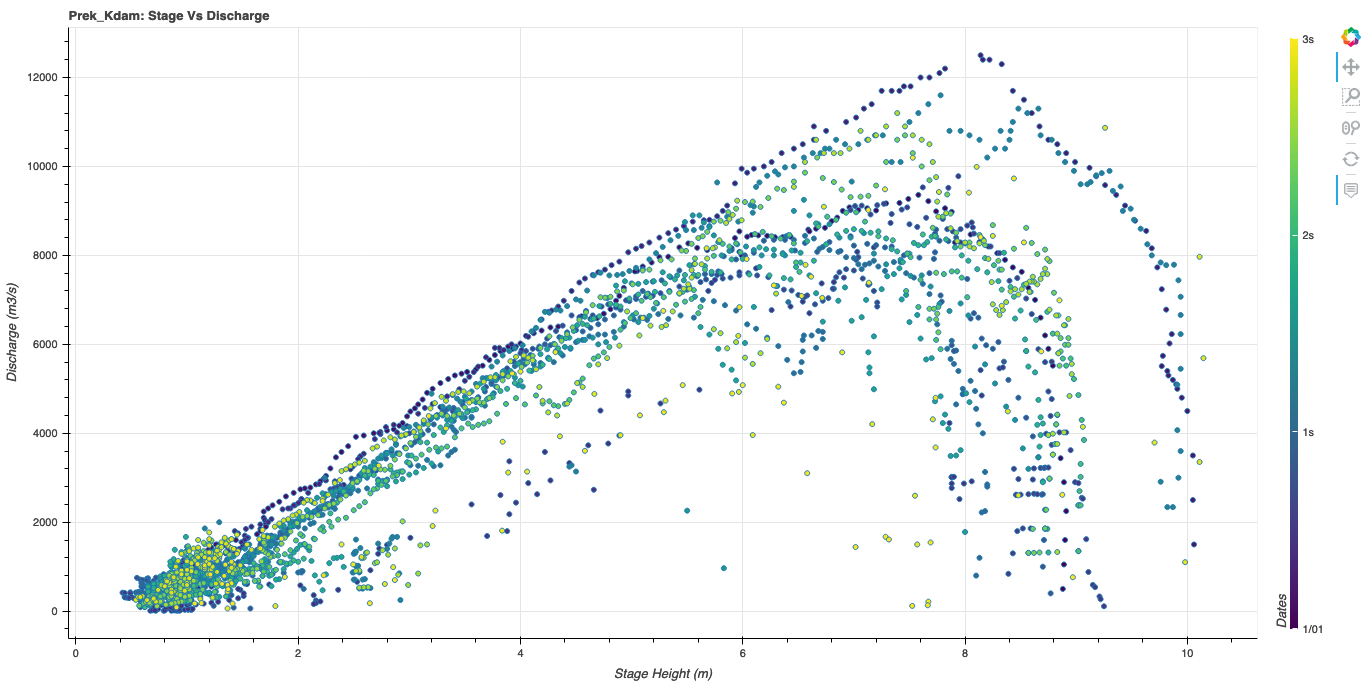 Prek_Kdam: Stage Vs Discharge
12000
10000
8000
6000
4000
2000
0
Discharge (m3/s)
0 2 4 6 8 10
Stage Height (m)
3s
2s
1s
1/01
Dates